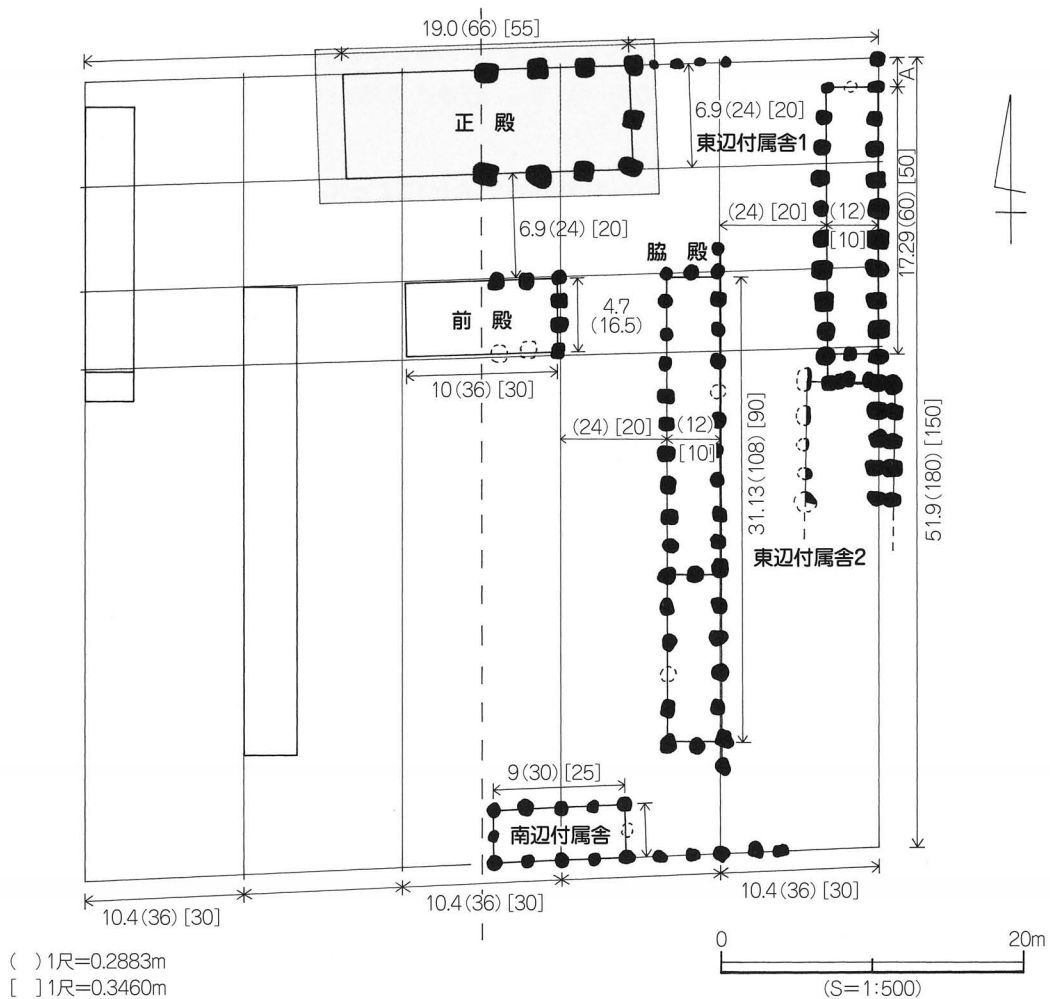 19.0(66) [55]
A
正　殿
6.9(24) [20]
東辺付属舎1
17.29(60) [50]
(24) [20]
(12)
[10]
6.9(24) [20]
脇　殿
前　殿
4.7
(16.5)
10(36) [30]
(24) [20]
(12)
[10]
31.13(108) [90]
51.9(180) [150]
東辺付属舎2
9(30) [25]
南辺付属舎
10.4(36) [30]
10.4(36) [30]
10.4(36) [30]
(　) 1尺=0.2883m
[　] 1尺=0.3460m
0
20m
(S=1:500)